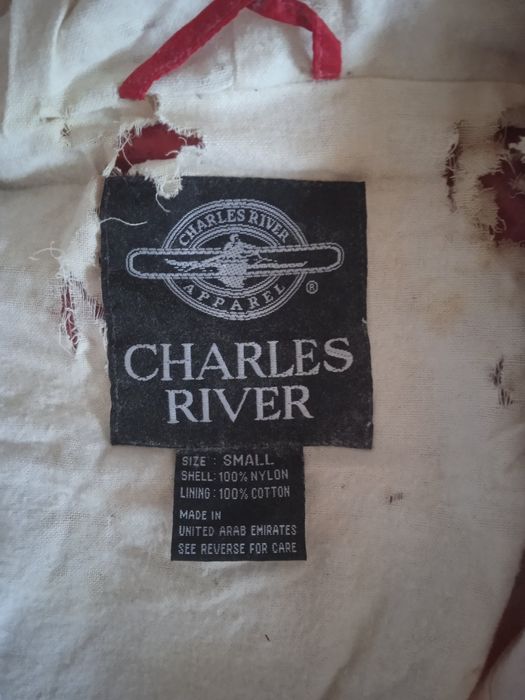 CHARLES RIVER
APPAREL ®
CHARLES
RIVER
SIZE : SMALL
SHELL: 100% NYLON
LINING : 100% COTTON
MADE IN
UNITED ARAB EMIRATES
SEE REVERSE FOR CARE